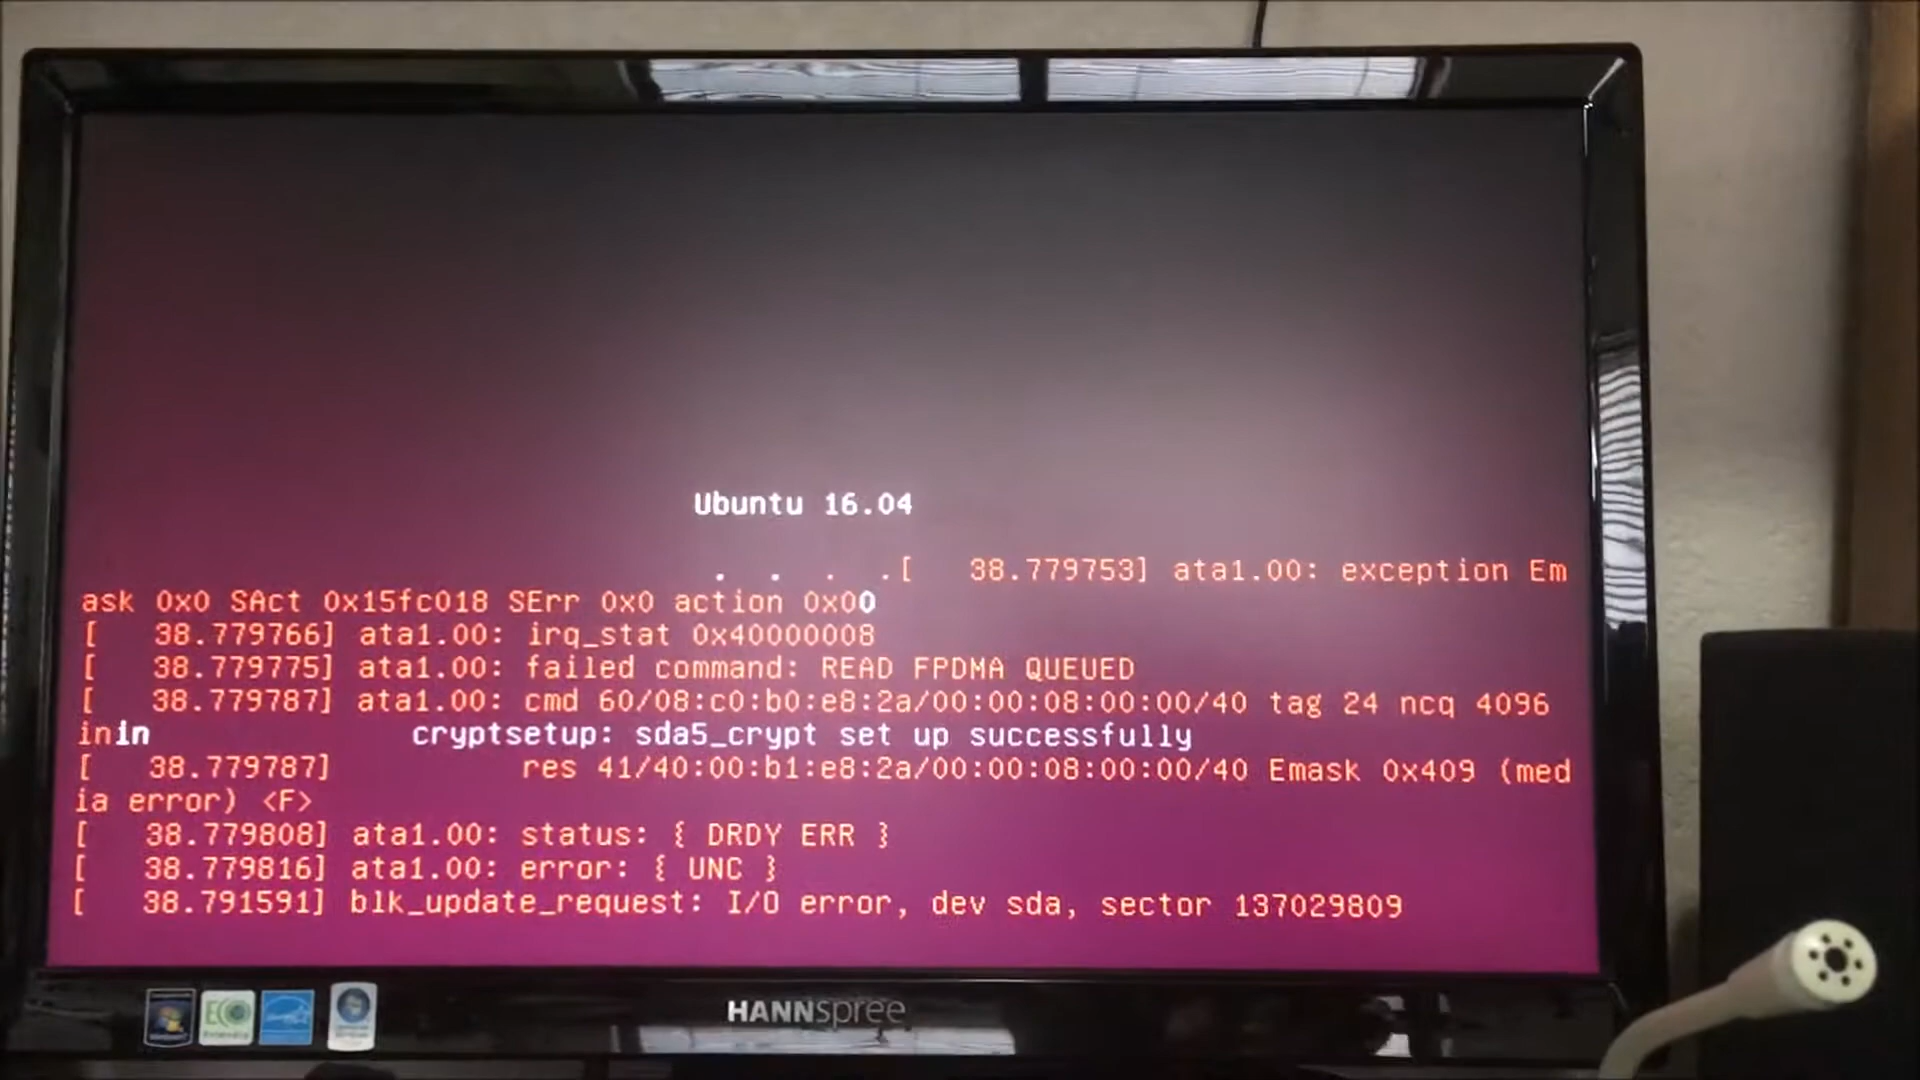 Ubuntu 16.04
. . . .[   38.779753] ata1.00: exception Em
ask 0x0 SAct 0x15fc018 SErr 0x0 action 0x00
[   38.779766] ata1.00: irq_stat 0x40000008
[   38.779775] ata1.00: failed command: READ FPDMA QUEUED
[   38.779787] ata1.00: cmd 60/08:c0:b0:e8:2a/00:00:08:00:00/40 tag 24 ncq 4096
inin cryptsetup: sda5_crypt set up successfully
[   38.779787]          res 41/40:00:b1:e8:2a/00:00:08:00:00/40 Emask 0x409 (med
ia error) <F>
[   38.779808] ata1.00: status: { DRDY ERR }
[   38.779816] ata1.00: error: { UNC }
[   38.791591] blk_update_request: I/O error, dev sda, sector 137029809
ECO
HANNspree